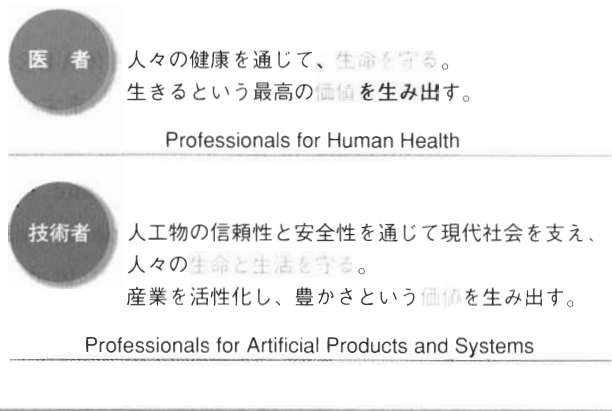 医 者
人々の健康を通じて、生命を守る。
生きるという最高の価値を生み出す。
Professionals for Human Health
技術者
人工物の信頼性と安全性を通じて現代社会を支え、
人々の生命と生活を守る。
産業を活性化し、豊かさという価値を生み出す。
Professionals for Artificial Products and Systems